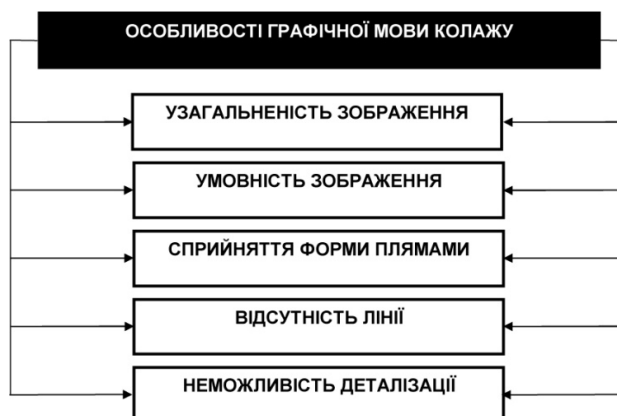 ОСОБЛИВОСТІ ГРАФІЧНОЇ МОВИ КОЛАЖУ
УЗАГАЛЬНЕНІСТЬ ЗОБРАЖЕННЯ
УМОВНІСТЬ ЗОБРАЖЕННЯ
СПРИЙНЯТТЯ ФОРМИ ПЛЯМАМИ
ВІДСУТНІСТЬ ЛІНІЇ
НЕМОЖЛИВІСТЬ ДЕТАЛІЗАЦІЇ